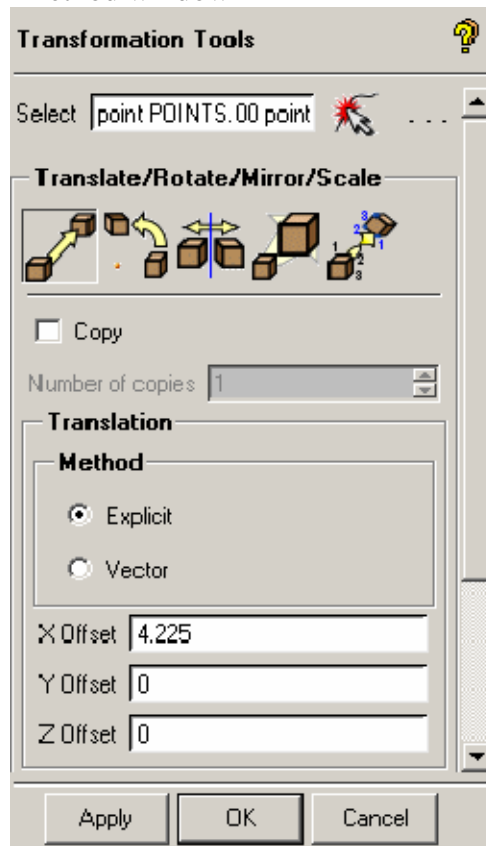 Transformation Tools
Select point POINTS.00 point ...
Translate/Rotate/Mirror/Scale
Copy
Number of copies 1
Translation
Method
Explicit
Vector
X Offset 4.225
Y Offset 0
Z Offset 0
Apply OK Cancel